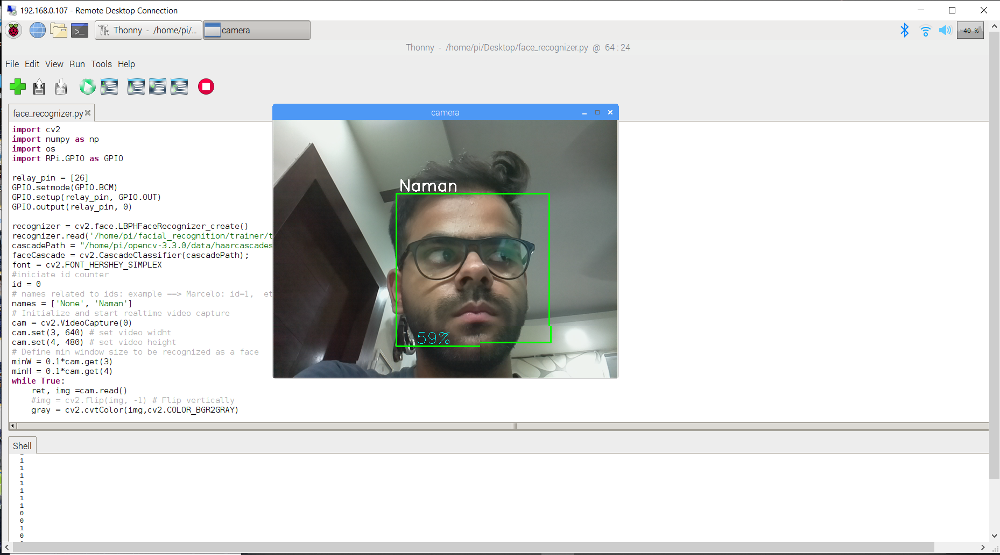 192.168.0.107 - Remote Desktop Connection
Thonny - /home/pi/...
camera
40 %
Thonny - /home/pi/Desktop/face_recognizer.py @ 64 : 24
File Edit View Run Tools Help
face_recognizer.py
import cv2
import numpy as np
import os
import RPi.GPIO as GPIO
relay_pin = [26]
GPIO.setmode(GPIO.BCM)
GPIO.setup(relay_pin, GPIO.OUT)
GPIO.output(relay_pin, 0)
recognizer = cv2.face.LBPHFaceRecognizer_create()
recognizer.read('/home/pi/facial_recognition/trainer/t
cascadePath = "/home/pi/opencv-3.3.0/data/haarcascades
faceCascade = cv2.CascadeClassifier(cascadePath);
font = cv2.FONT_HERSHEY_SIMPLEX
#iniciate id counter
id = 0
# names related to ids: example ==> Marcelo: id=1,  et
names = ['None', 'Naman']
# Initialize and start realtime video capture
cam = cv2.VideoCapture(0)
cam.set(3, 640) # set video widht
cam.set(4, 480) # set video height
# Define min window size to be recognized as a face
minW = 0.1*cam.get(3)
minH = 0.1*cam.get(4)
while True:
ret, img =cam.read()
#img = cv2.flip(img, -1) # Flip vertically
gray = cv2.cvtColor(img,cv2.COLOR_BGR2GRAY)
camera
Naman
59%
Shell
1
1
1
1
1
1
1
0
0
1
0